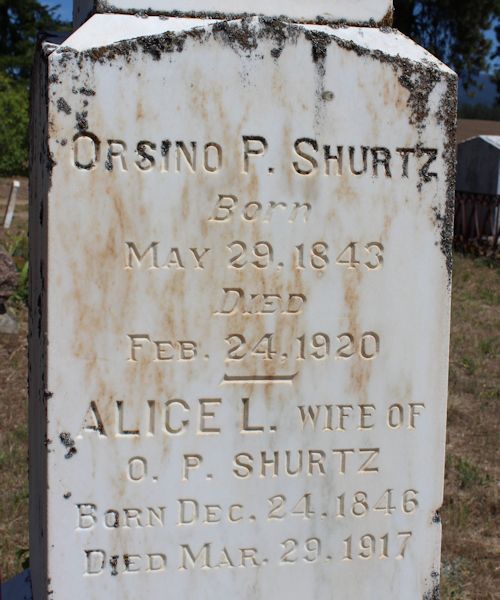 ORSINO P. SHURTZ
Born
MAY 29, 1843
DIED
FEB. 24, 1920
ALICE L. WIFE OF
O. P. SHURTZ
BORN DEC. 24, 1846
DIED MAR. 29, 1917